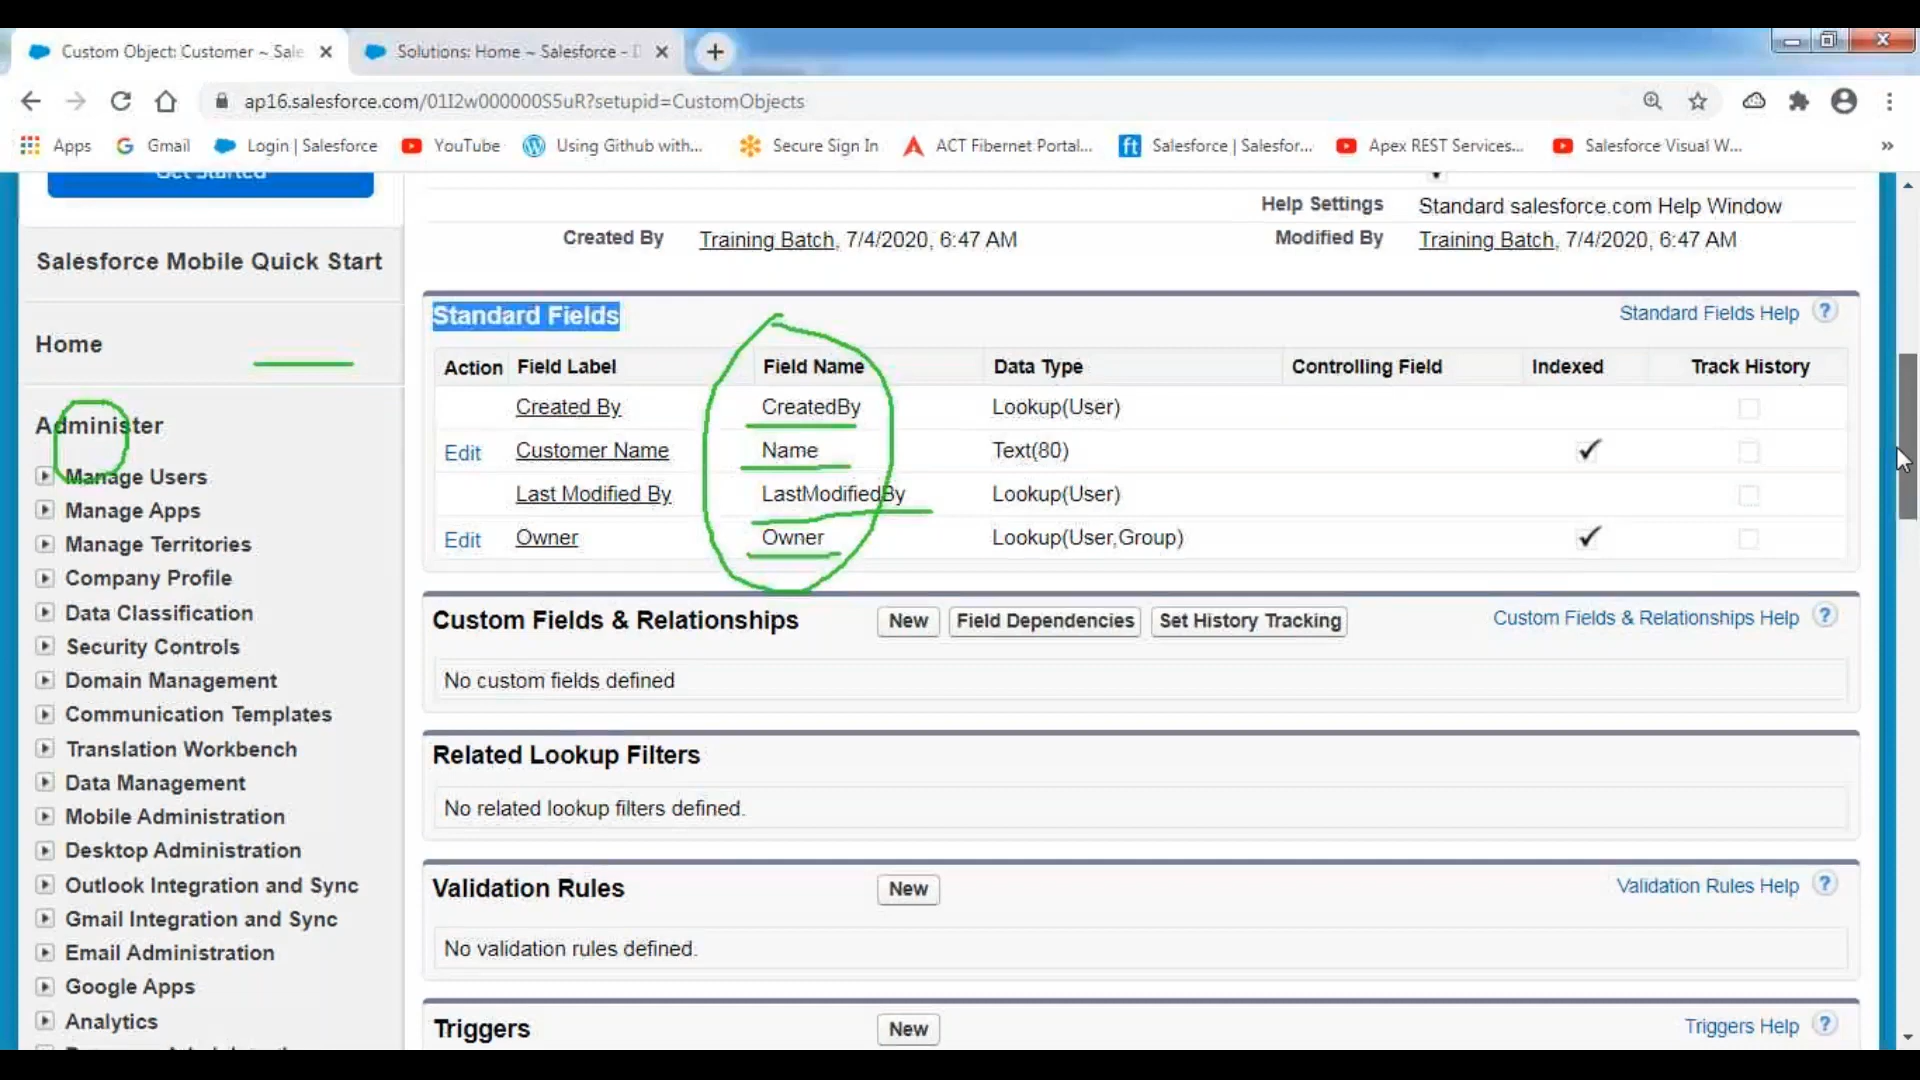 Custom Object: Customer ~ Sale
Solutions: Home ~ Salesforce - D
ap16.salesforce.com/01I2w000000S5uR?setupid=CustomObjects
Apps
Gmail
Login | Salesforce
YouTube
Using Github with...
Secure Sign In
ACT Fibernet Portal...
ft
Salesforce | Salesfor...
Apex REST Services...
Salesforce Visual W...
»
Get Started
Salesforce Mobile Quick Start
Home
Administer
Manage Users
Manage Apps
Manage Territories
Company Profile
Data Classification
Security Controls
Domain Management
Communication Templates
Translation Workbench
Data Management
Mobile Administration
Desktop Administration
Outlook Integration and Sync
Gmail Integration and Sync
Email Administration
Google Apps
Analytics
Help Settings Standard salesforce.com Help Window
Created By Training Batch, 7/4/2020, 6:47 AM Modified By Training Batch, 7/4/2020, 6:47 AM
Standard Fields Standard Fields Help ?
Action Field Label Field Name Data Type Controlling Field Indexed Track History
Created By CreatedBy Lookup(User)
Edit Customer Name Name Text(80) ✓
Last Modified By LastModifiedBy Lookup(User)
Edit Owner Owner Lookup(User,Group) ✓
Custom Fields & Relationships New Field Dependencies Set History Tracking Custom Fields & Relationships Help ?
No custom fields defined
Related Lookup Filters
No related lookup filters defined.
Validation Rules New Validation Rules Help ?
No validation rules defined.
Triggers New Triggers Help ?